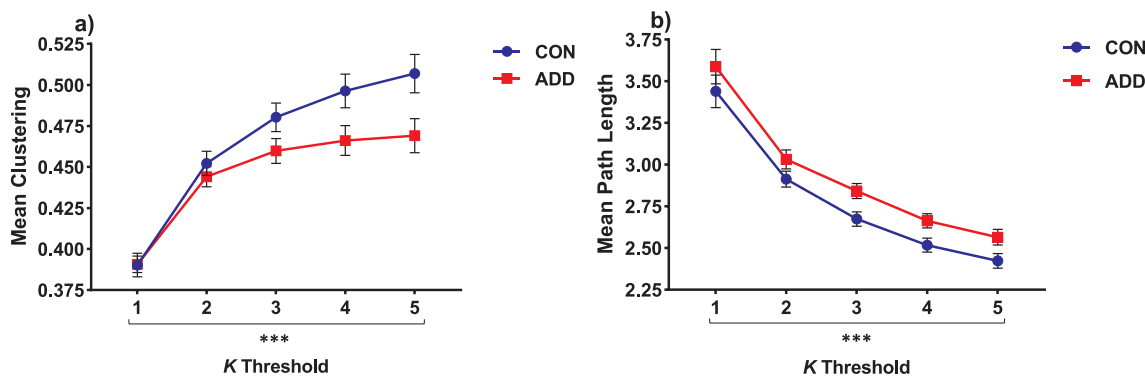 a)
Mean Clustering
0.525
0.500
0.475
0.450
0.425
0.400
0.375
1 2 3 4 5
***
K Threshold
CON
ADD
b)
Mean Path Length
3.75
3.50
3.25
3.00
2.75
2.50
2.25
1 2 3 4 5
***
K Threshold
CON
ADD